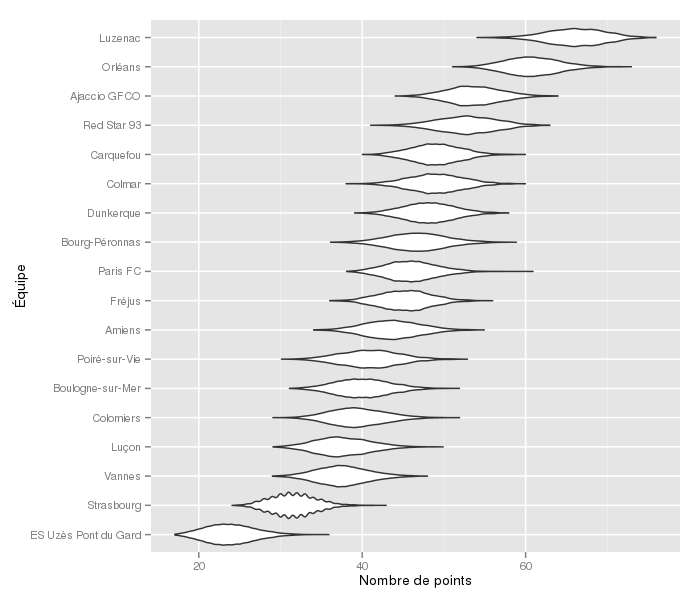 Luzenac
Orléans
Ajaccio GFCO
Red Star 93
Carquefou
Colmar
Dunkerque
Bourg-Péronnas
Paris FC
Fréjus
Amiens
Poiré-sur-Vie
Boulogne-sur-Mer
Colomiers
Luçon
Vannes
Strasbourg
ES Uzès Pont du Gard
Équipe
20 40 60
Nombre de points